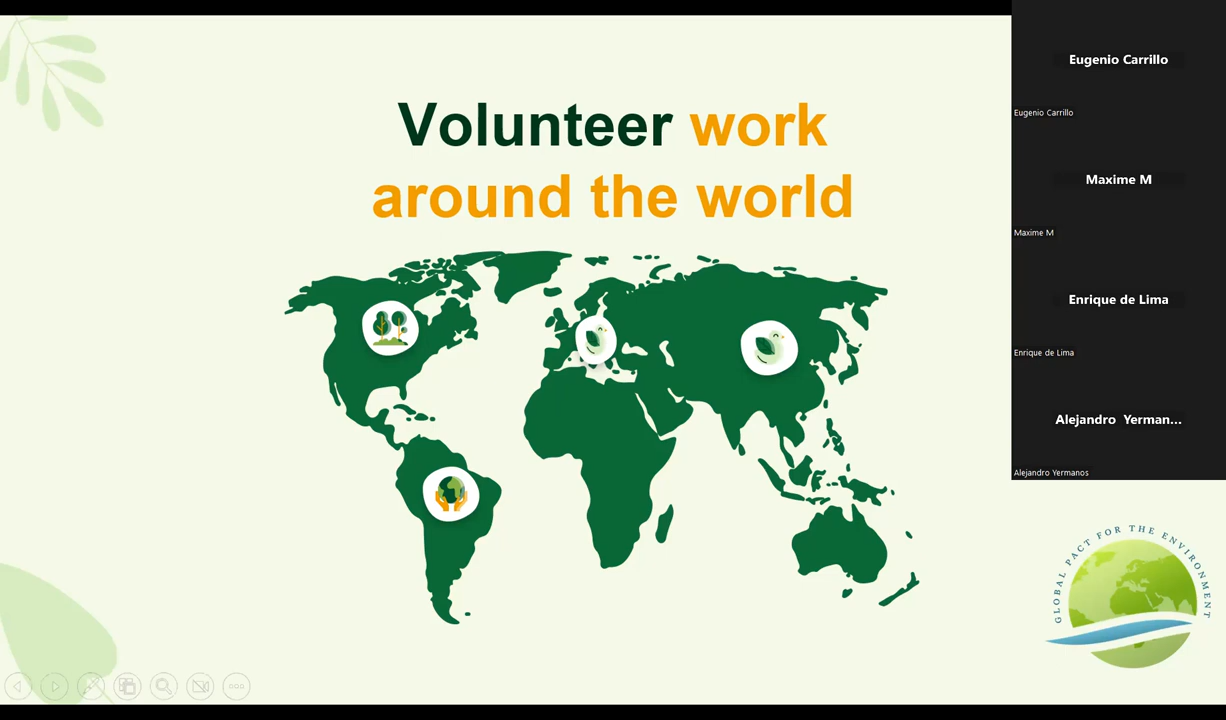 Volunteer work
around the world
Eugenio Carrillo
Eugenio Carrillo
Maxime M
Maxime M
Enrique de Lima
Enrique de Lima
Alejandro Yerman...
Alejandro Yermanos
GLOBAL PACT FOR THE ENVIRONMENT